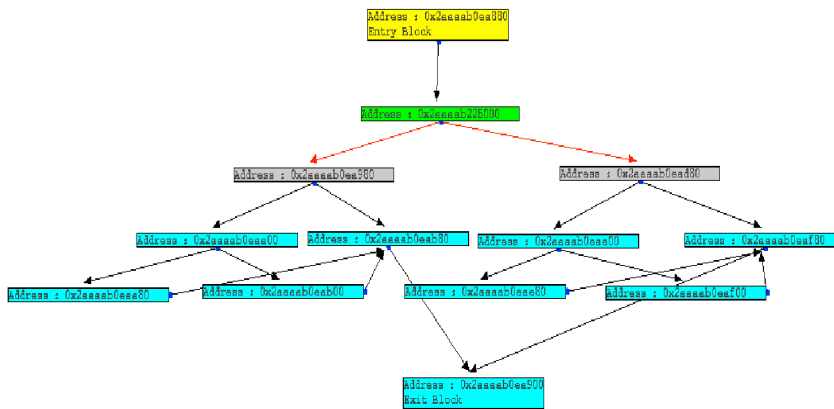 Address : 0x2aaaab0ea880
Entry Block
Address : 0x2aaaab226000
Address : 0x2aaaab0ea980
Address : 0x2aaaab0ead80
Address : 0x2aaaab0eaa00
Address : 0x2aaaab0eab80
Address : 0x2aaaab0eae00
Address : 0x2aaaab0eaf80
Address : 0x2aaaab0eaa80
Address : 0x2aaaab0eab00
Address : 0x2aaaab0eae80
Address : 0x2aaaab0eaf00
Address : 0x2aaaab0ea900
Exit Block